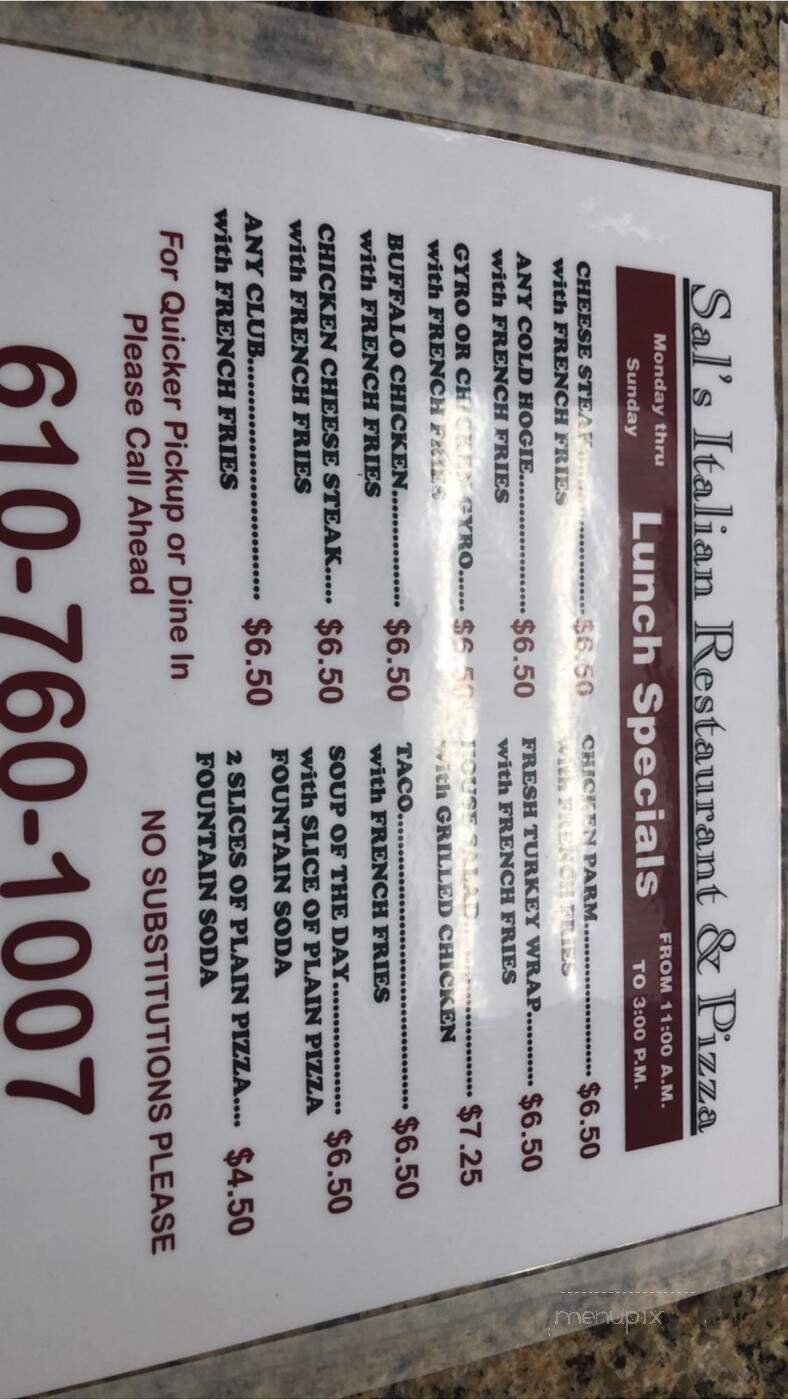 Sal's Italian Restaurant & Pizza
Monday thru
Sunday
Lunch Specials
FROM 11:00 A.M.
TO 3:00 P.M.
CHEESE STEAK................ $6.50
with FRENCH FRIES
ANY COLD HOGIE................. $6.50
with FRENCH FRIES
GYRO OR CHICKEN GYRO...... $6.50
with FRENCH FRIES
BUFFALO CHICKEN............... $6.50
with FRENCH FRIES
CHICKEN CHEESE STEAK..... $6.50
with FRENCH FRIES
ANY CLUB............................... $6.50
with FRENCH FRIES
CHICKEN PARM.................... $6.50
with FRENCH FRIES
FRESH TURKEY WRAP.......... $6.50
with FRENCH FRIES
HOUSE SALAD....................... $7.25
with GRILLED CHICKEN
TACO....................................... $6.50
with FRENCH FRIES
SOUP OF THE DAY.................. $6.50
with SLICE OF PLAIN PIZZA
FOUNTAIN SODA
2 SLICES OF PLAIN PIZZA.... $4.50
FOUNTAIN SODA
For Quicker Pickup or Dine In
Please Call Ahead
NO SUBSTITUTIONS PLEASE
610-760-1007
menupix